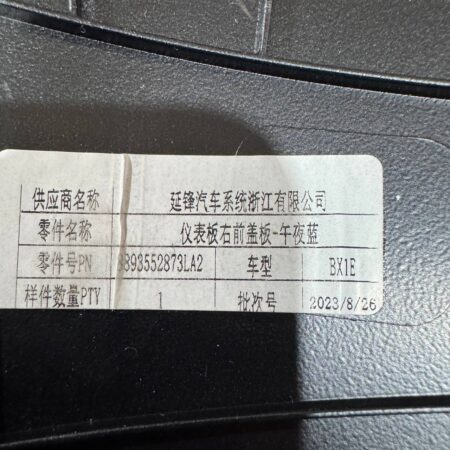 供应商名称 延锋汽车系统浙江有限公司
零件名称 仪表板右前盖板-午夜蓝
零件号PN 8893552873LA2 车型 BX1E
样件数量PTY 1 批次号 2023/8/26